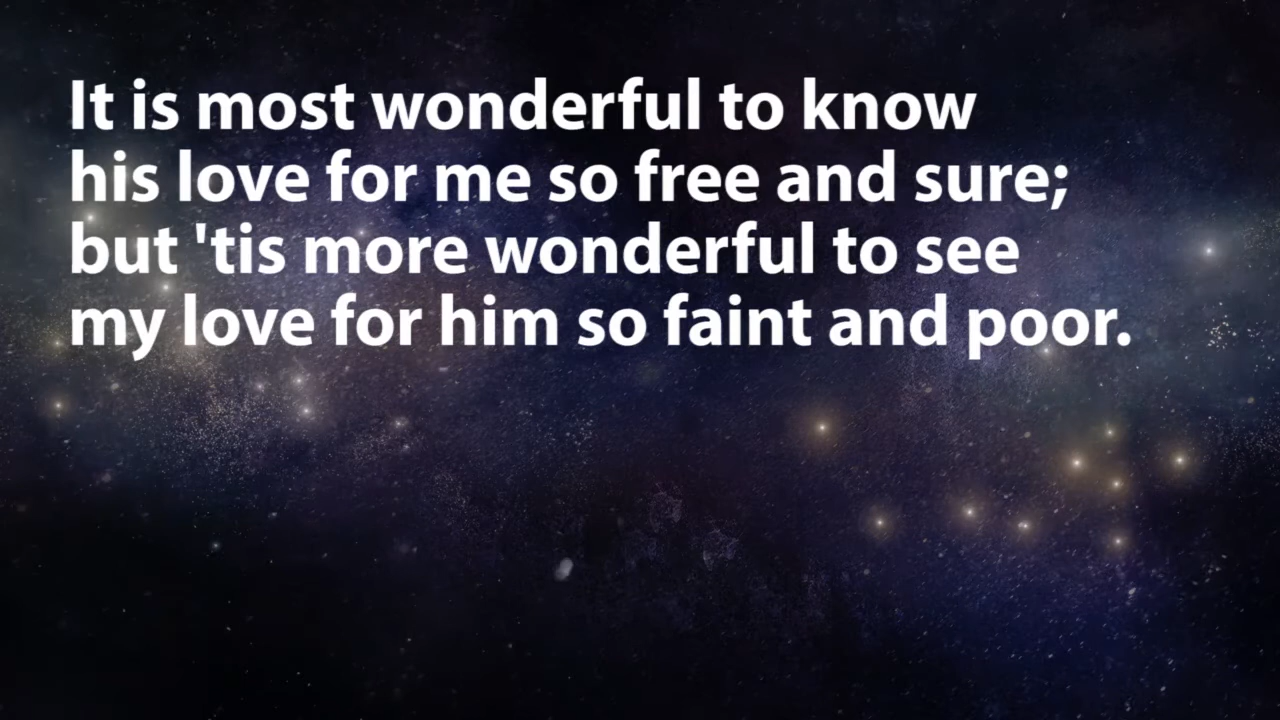 It is most wonderful to know
his love for me so free and sure;
but 'tis more wonderful to see
my love for him so faint and poor.